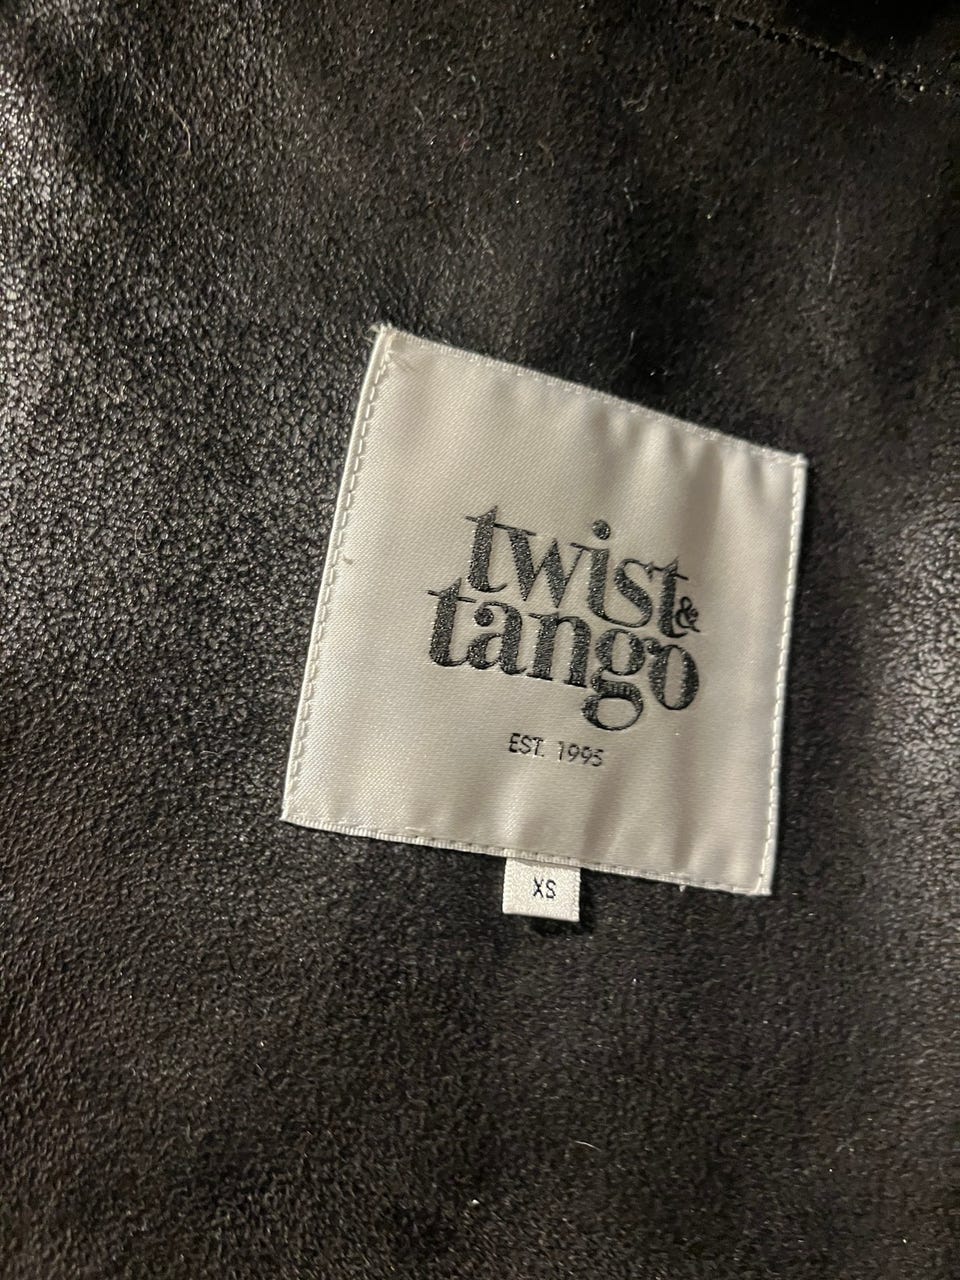 twist &
tango
EST. 1995
XS